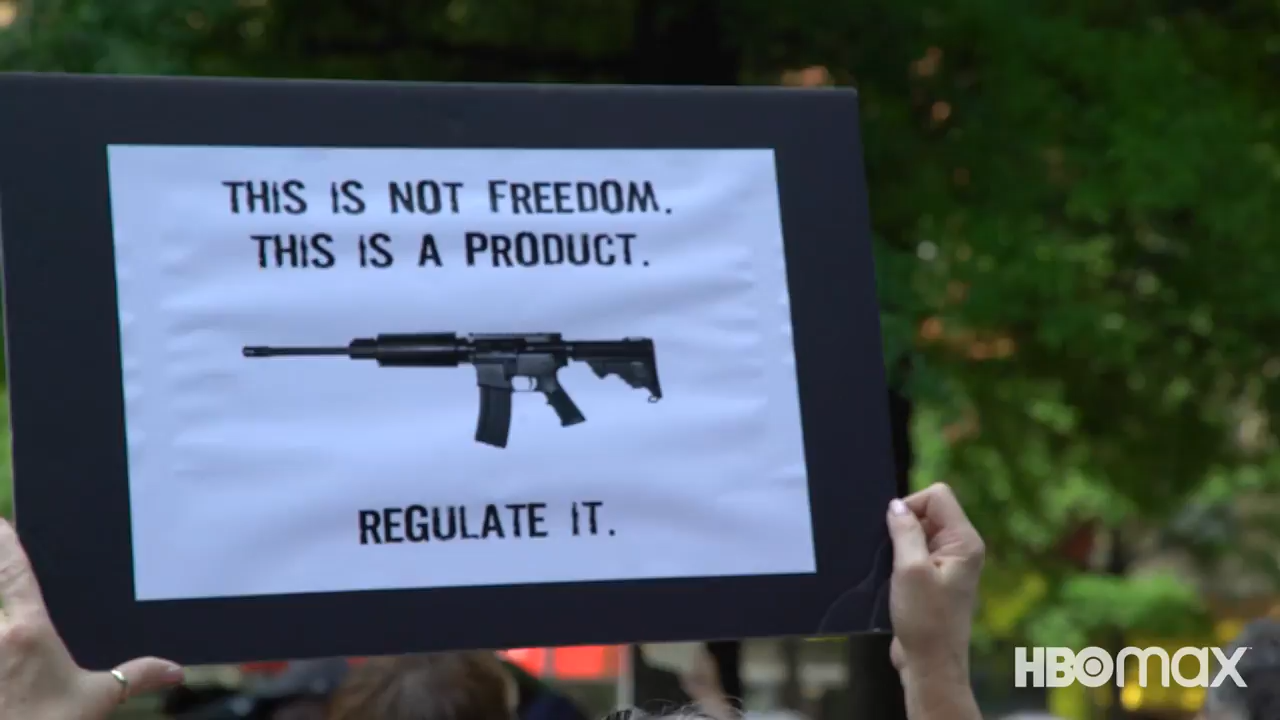 THIS IS NOT FREEDOM.
THIS IS A PRODUCT.
REGULATE IT.
HBOMAX